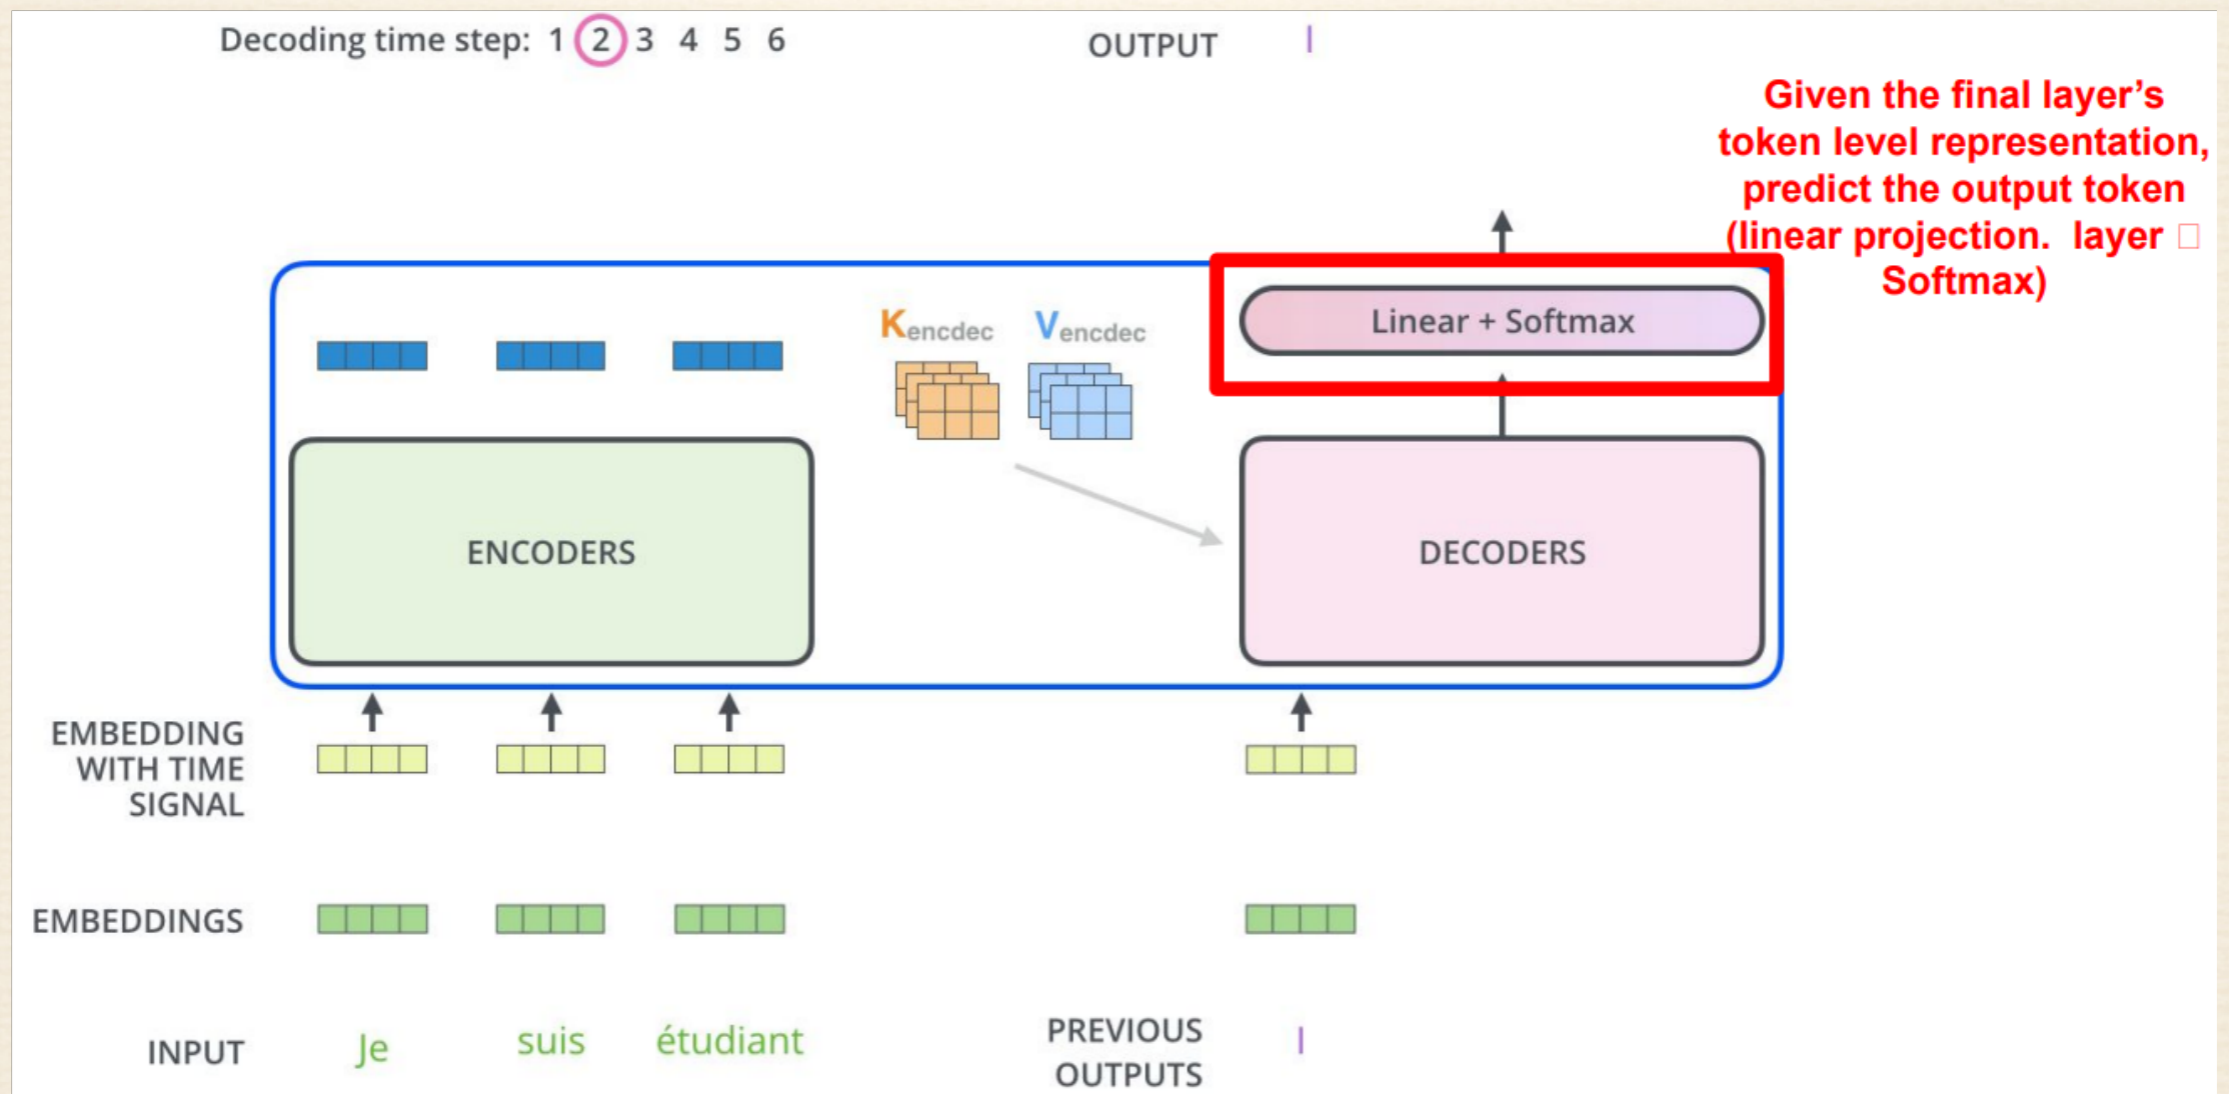 Decoding time step: 1 2 3 4 5 6
OUTPUT I
Given the final layer’s
token level representation,
predict the output token
(linear projection. layer □
Softmax)
Kencdec Vencdec
Linear + Softmax
ENCODERS
DECODERS
EMBEDDING
WITH TIME
SIGNAL
EMBEDDINGS
INPUT Je suis étudiant
PREVIOUS
OUTPUTS
I